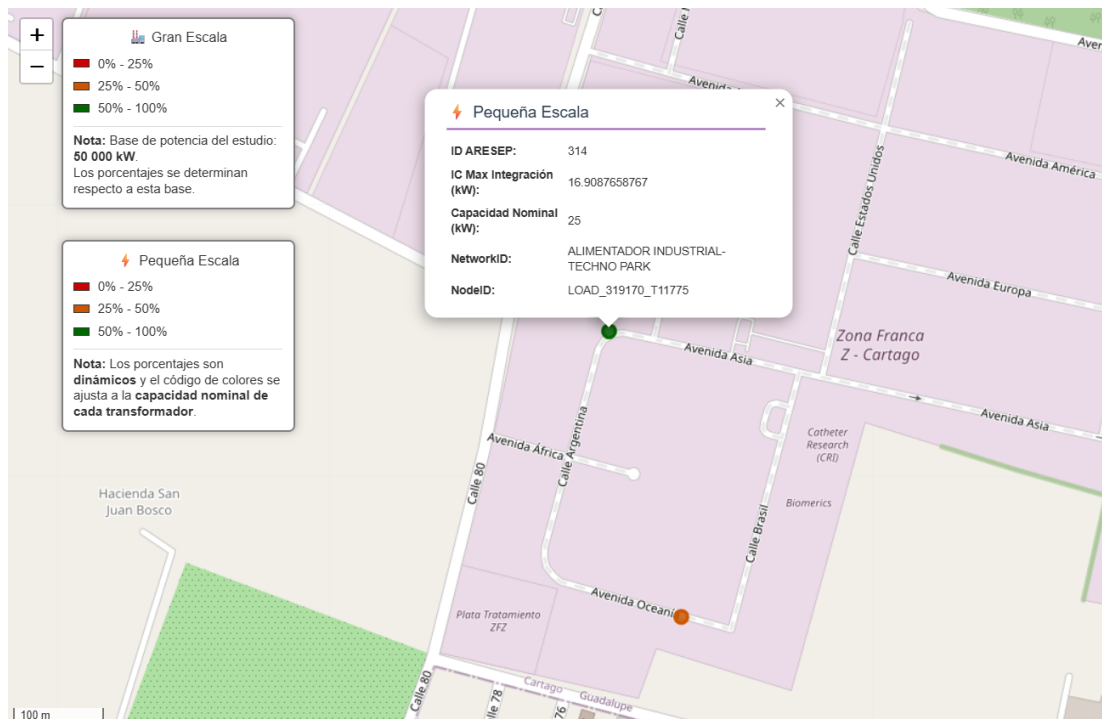 +
−
Gran Escala
0% - 25%
25% - 50%
50% - 100%
Nota: Base de potencia del estudio:
50 000 kW.
Los porcentajes se determinan
respecto a esta base.
Pequeña Escala
0% - 25%
25% - 50%
50% - 100%
Nota: Los porcentajes son
dinámicos y el código de colores se
ajusta a la capacidad nominal de
cada transformador.
Pequeña Escala
×
ID ARESEP: 314
IC Max Integración
(kW): 16.9087658767
Capacidad Nominal
(kW): 25
NetworkID: ALIMENTADOR INDUSTRIAL-
TECHNO PARK
NodeID: LOAD_319170_T11775
Avenida América
Calle Estados Unidos
Avenida Europa
Zona Franca
Z - Cartago
Avenida Asia
Avenida Asia
Calle Argentina
Avenida África
Calle 80
Catheter
Research
(CRI)
Biomerics
Calle Brasil
Hacienda San
Juan Bosco
Avenida Oceaní
Plata Tratamiento
ZFZ
Calle 80
Cartago
Guadalupe
lle 78
76
100 m